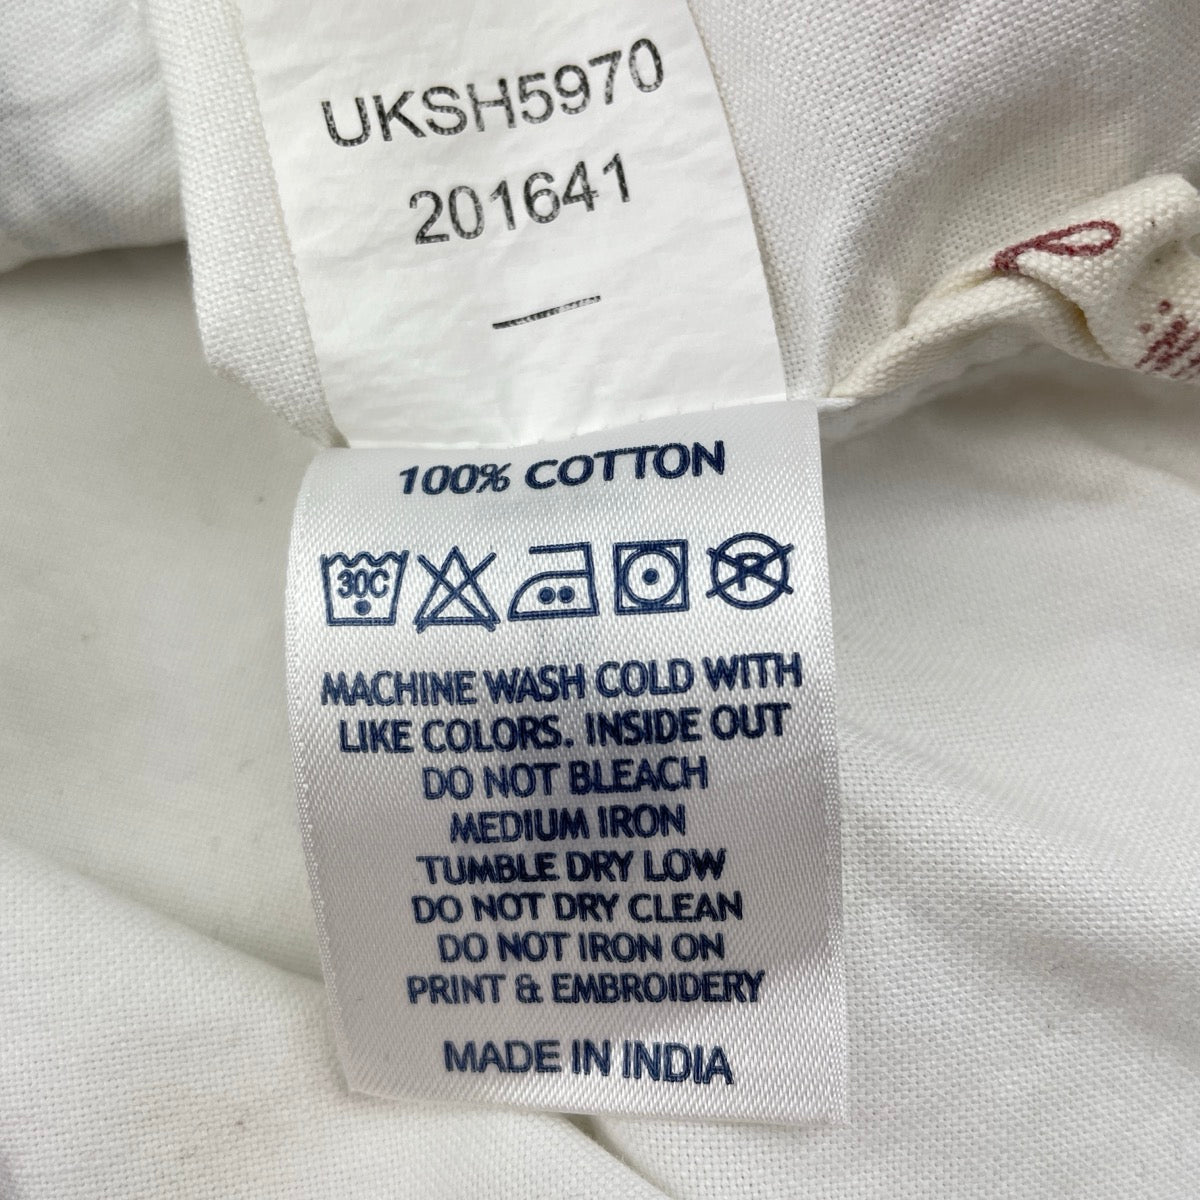 UKSH5970
201641
100% COTTON
30C
P
MACHINE WASH COLD WITH
LIKE COLORS. INSIDE OUT
DO NOT BLEACH
MEDIUM IRON
TUMBLE DRY LOW
DO NOT DRY CLEAN
DO NOT IRON ON
PRINT & EMBROIDERY
MADE IN INDIA